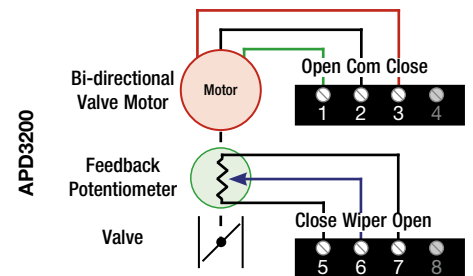 APD3200
Bi-directional
Valve Motor
Motor
Open Com Close
1 2 3 4
Feedback
Potentiometer
Valve
Close Wiper Open
5 6 7 8